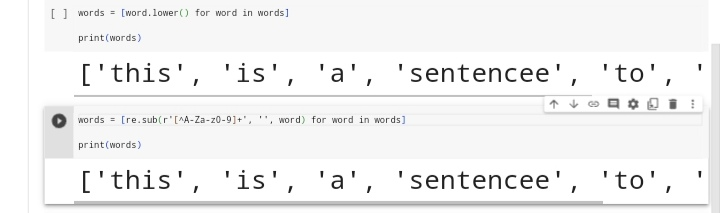 [ ] words = [word.lower() for word in words]
print(words)
['this', 'is', 'a', 'sentencee', 'to', '
words = [re.sub(r'[^A-Za-z0-9]+', '', word) for word in words]
print(words)
['this', 'is', 'a', 'sentencee', 'to', '